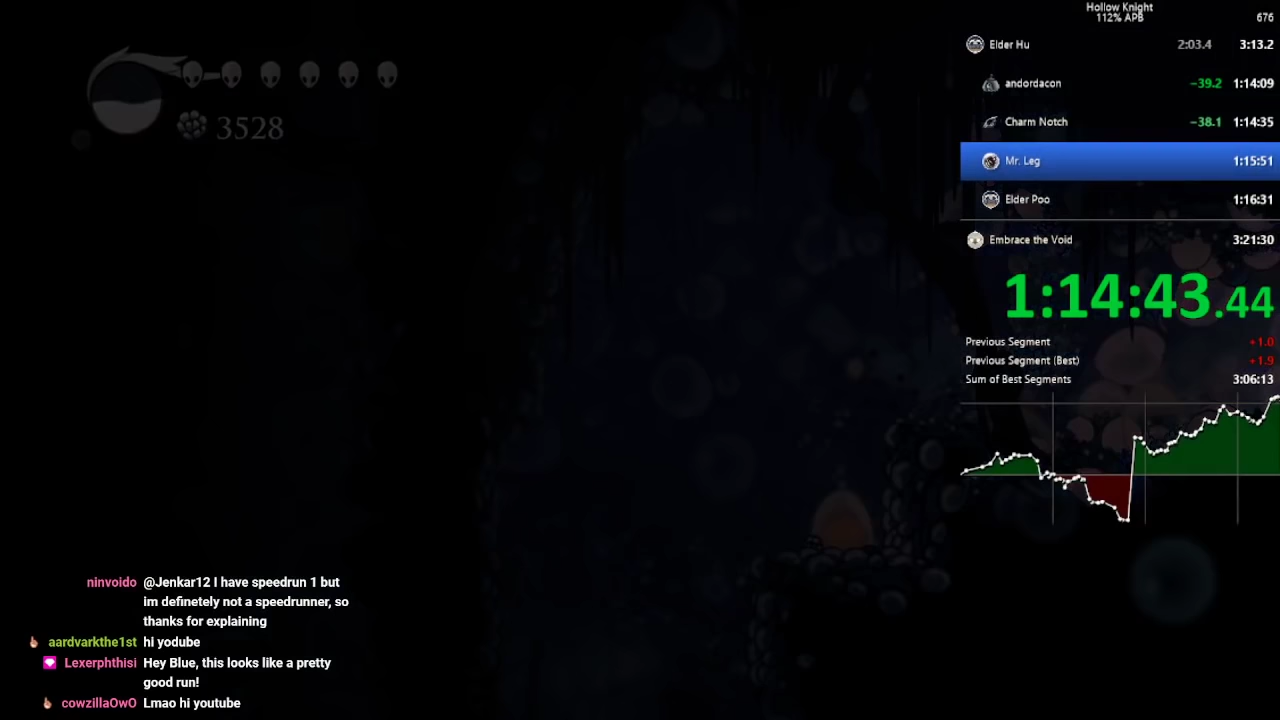 Hollow Knight
112% APB
676
Elder Hu 2:03.4 3:13.2
andordacon −39.2 1:14:09
Charm Notch −38.1 1:14:35
Mr. Leg 1:15:51
Elder Poo 1:16:31
Embrace the Void 3:21:30
1:14:43.44
Previous Segment +1.0
Previous Segment (Best) +1.9
Sum of Best Segments 3:06:13
3528
ninvoido @Jenkar12 I have speedrun 1 but
im definetely not a speedrunner, so
thanks for explaining
aardvarkthe1st hi yodube
Lexerphthisi Hey Blue, this looks like a pretty
good run!
cowzillaOwO Lmao hi youtube